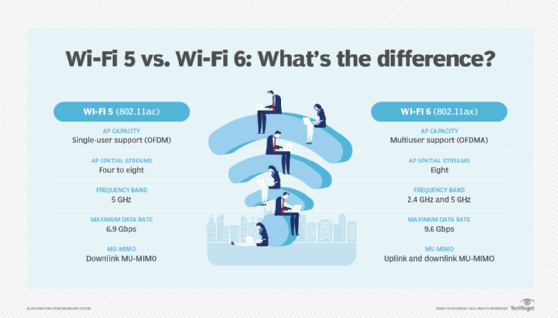 Wi-Fi 5 vs. Wi-Fi 6: What's the difference?
WI-FI 5 (802.11ac)
AP CAPACITY
Single-user support (OFDM)
AP SPATIAL STREAMS
Four to eight
FREQUENCY BAND
5 GHz
MAXIMUM DATA RATE
6.9 Gbps
MU-MIMO
Downlink MU-MIMO
WI-FI 6 (802.11ax)
AP CAPACITY
Multiuser support (OFDMA)
AP SPATIAL STREAMS
Eight
FREQUENCY BAND
2.4 GHz and 5 GHz
MAXIMUM DATA RATE
9.6 Gbps
MU-MIMO
Uplink and downlink MU-MIMO
TechTarget